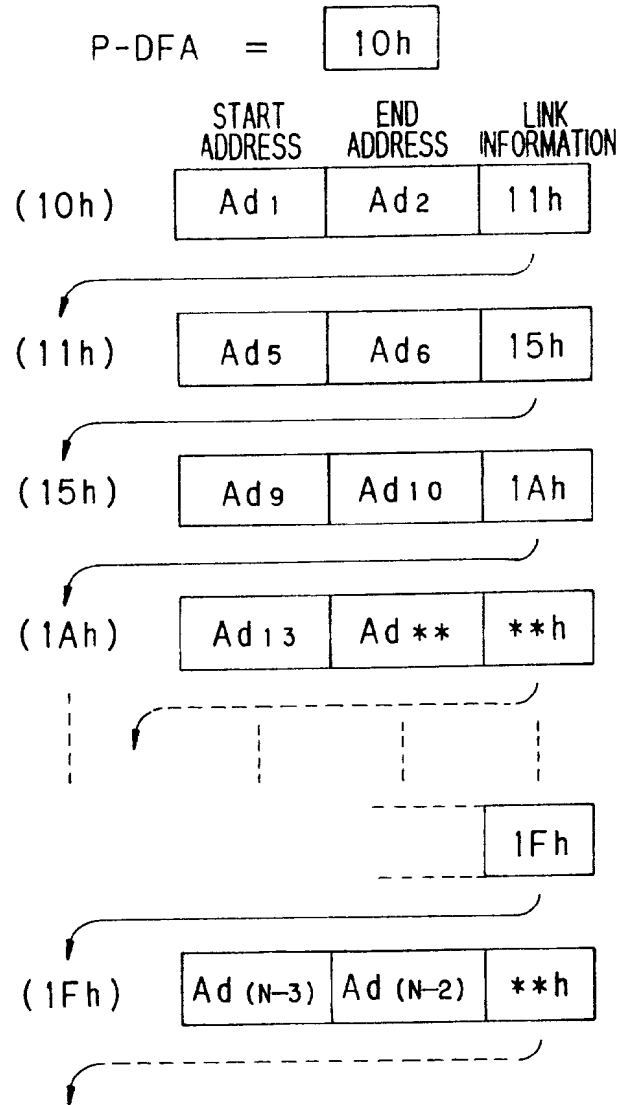 P-DFA = 10h
START ADDRESS END ADDRESS LINK INFORMATION
(10h) Ad1 Ad2 11h
(11h) Ad5 Ad6 15h
(15h) Ad9 Ad10 1Ah
(1Ah) Ad13 Ad** **h
1Fh
(1Fh) Ad(N-3) Ad(N-2) **h